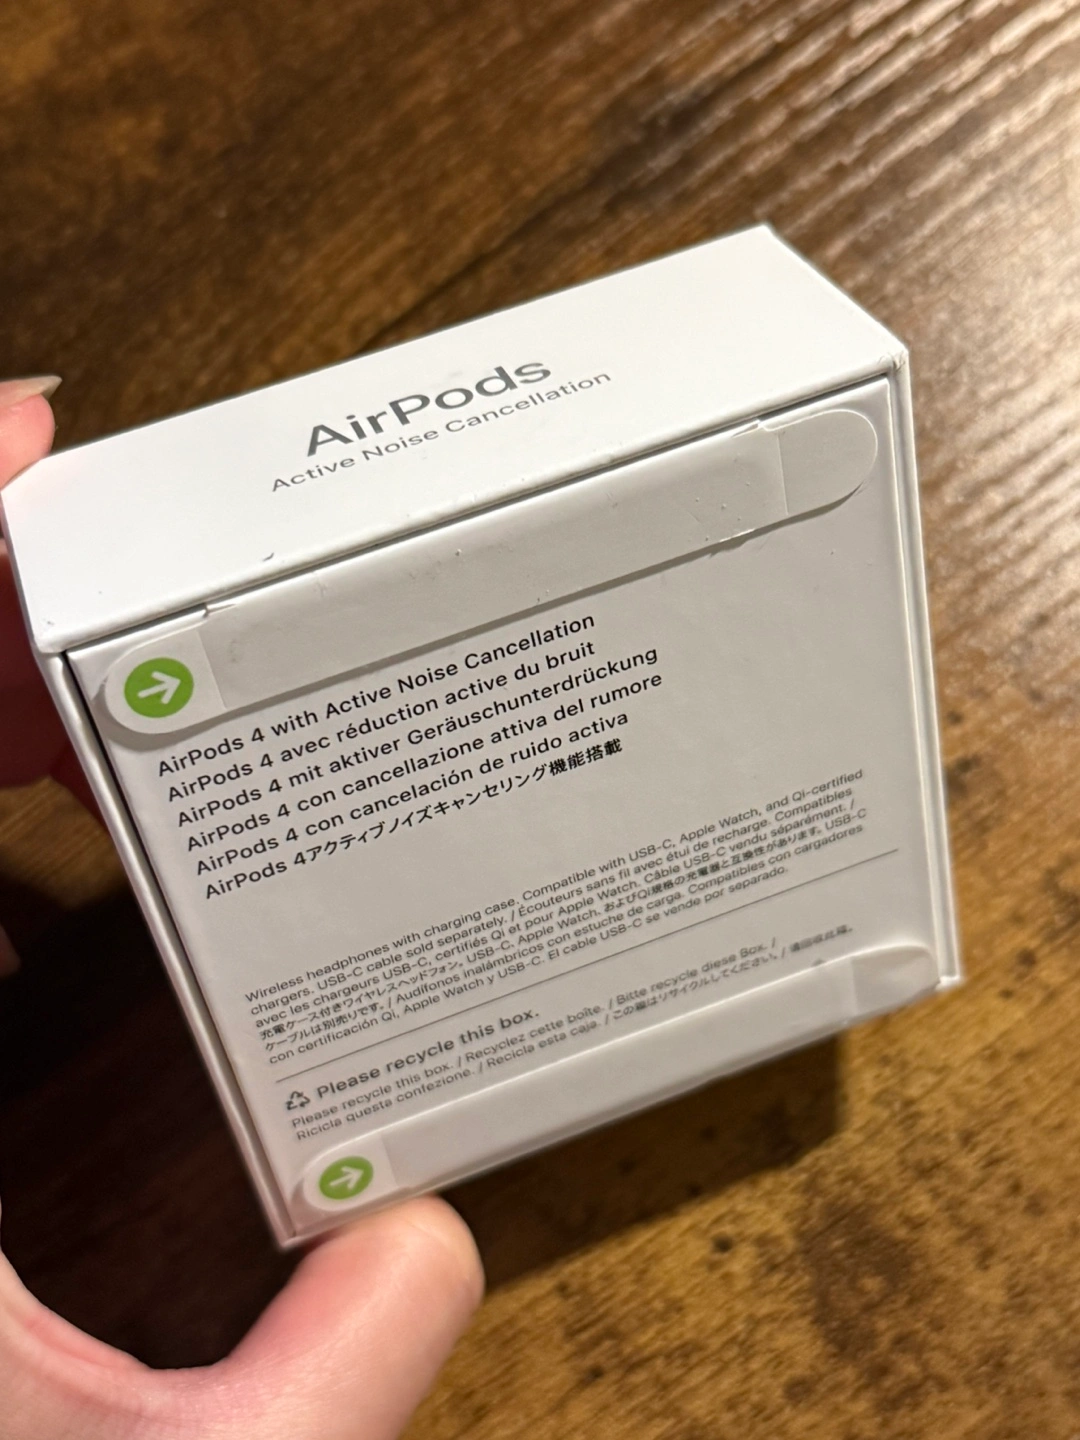 AirPods
Active Noise Cancellation
AirPods 4 with Active Noise Cancellation
AirPods 4 avec réduction active du bruit
AirPods 4 mit aktiver Geräuschunterdrückung
AirPods 4 con cancellazione attiva del rumore
AirPods 4 con cancelación de ruido activa
AirPods 4アクティブノイズキャンセリング機能搭載
Wireless headphones with charging case. Compatible with USB-C, Apple Watch, and Qi-certified
chargers. USB-C cable sold separately. / Écouteurs sans fil avec étui de recharge. Compatibles
avec les chargeurs USB-C, certifiés Qi et pour Apple Watch. Câble USB-C vendu séparément. /
充電ケース付きワイヤレスヘッドフォン。USB-C、Apple Watch、およびQi規格の充電器と互換性があります。USB-C
ケーブルは別売りです。/ Audífonos inalámbricos con estuche de carga. Compatibles con cargadores
con certificación Qi, Apple Watch y USB-C. El cable USB-C se vende por separado.
Please recycle this box.
Please recycle this box. / Recyclez cette boîte. / Bitte recycle diese Box. /
Ricicla questa confezione. / Recicla esta caja. / この箱はリサイクルしてください。/ 請回收此箱。